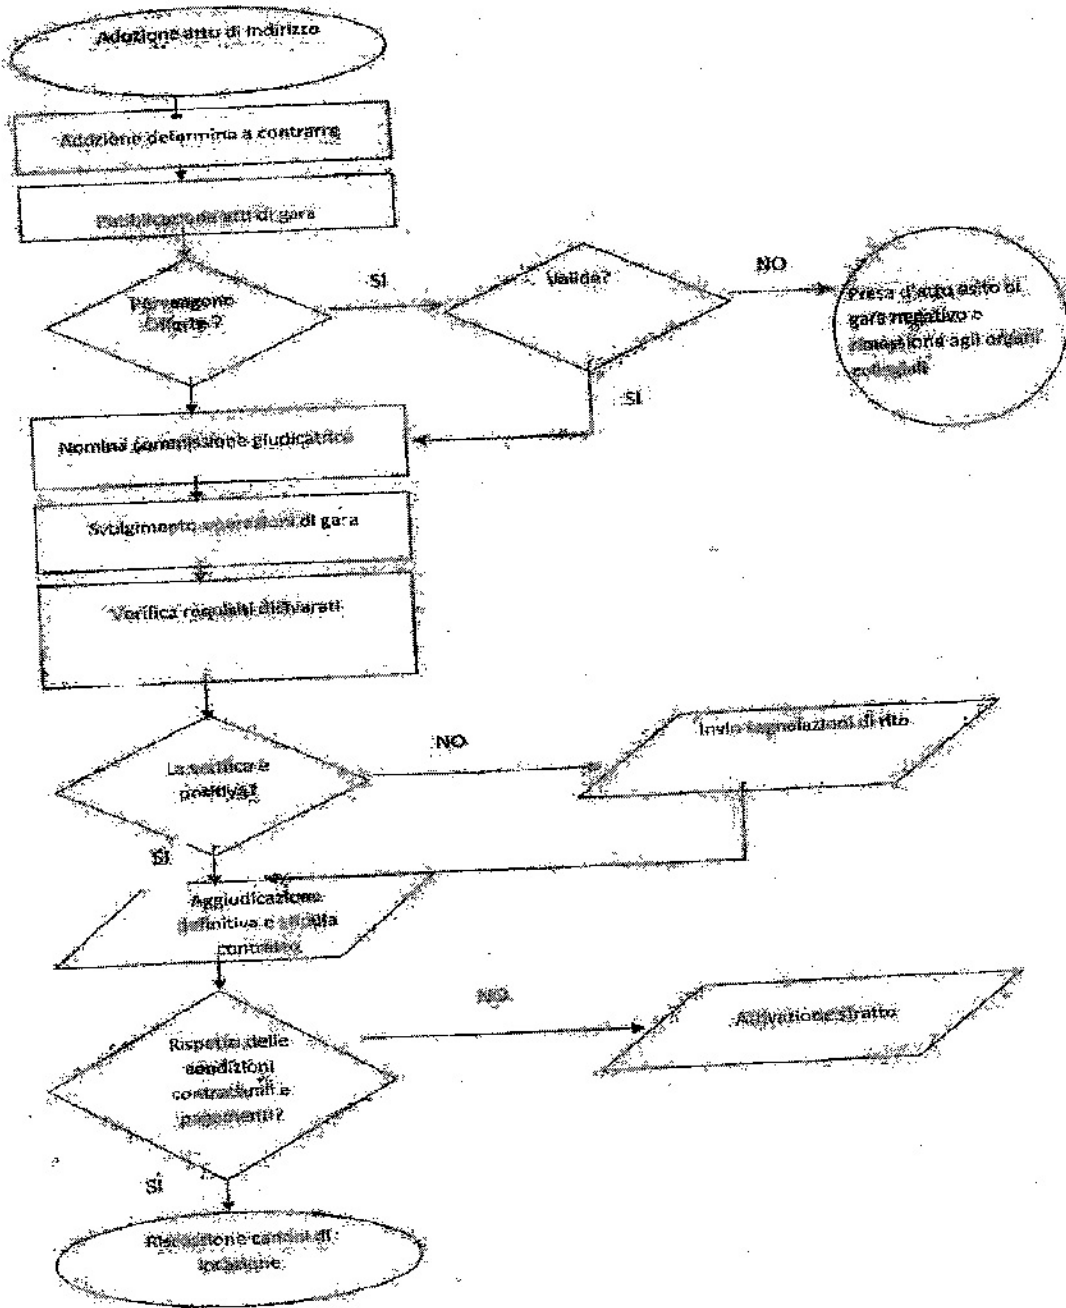 Adozione atto di indirizzo
Adozione determina a contrarre
Pubblicazione atti di gara
Pervengono
Offerte?
SI
Valide?
NO
Presa d'atto esito di
gara negativo e
rimessione agli organi
collegiali
SI
Nomina commissione giudicatrice
Svolgimento operazioni di gara
Verifica requisiti dichiarati
La verifica è
positiva?
NO
Invio segnalazioni di rito
SI
Aggiudicazione
definitiva e stipula
contratto
Rispetto delle
condizioni
contrattuali e
pagamenti?
NO
Attivazione sfratto
SI
Riscossione canoni di
locazione